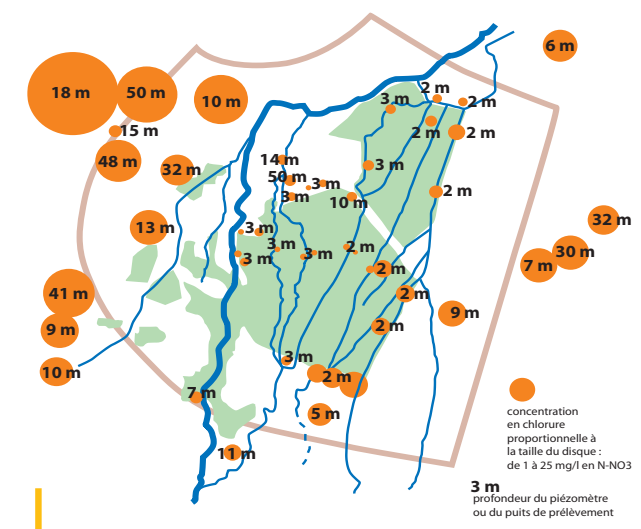 6 m
18 m 50 m 10 m
2 m
3 m 2 m
15 m 2 m 2 m
48 m 32 m 14 m 3 m
50 m 3 m
3 m 10 m 2 m
13 m 3 m 32 m
3 m 2 m
3 m 3 m 30 m
2 m 7 m
41 m 2 m
9 m 2 m 9 m
3 m
10 m 2 m
7 m
5 m
11 m
concentration
en chlorure
proportionnelle à
la taille du disque :
de 1 à 25 mg/l en N-NO3
3 m
profondeur du piézomètre
ou du puits de prélèvement